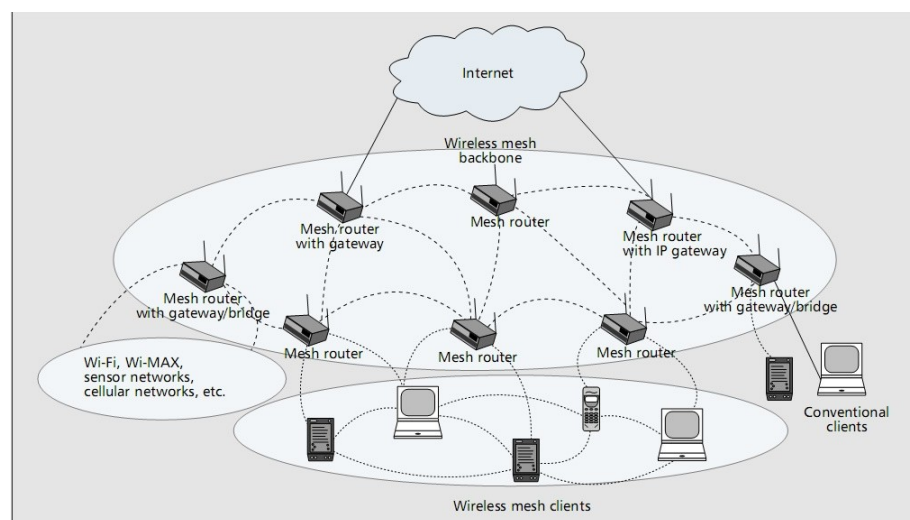 Internet
Wireless mesh
backbone
Mesh router
with gateway
Mesh router
Mesh router
with IP gateway
Mesh router
with gateway/bridge
Mesh router
with gateway/bridge
Mesh router
Mesh router
Mesh router
Wi-Fi, Wi-MAX,
sensor networks,
cellular networks, etc.
Conventional
clients
Wireless mesh clients